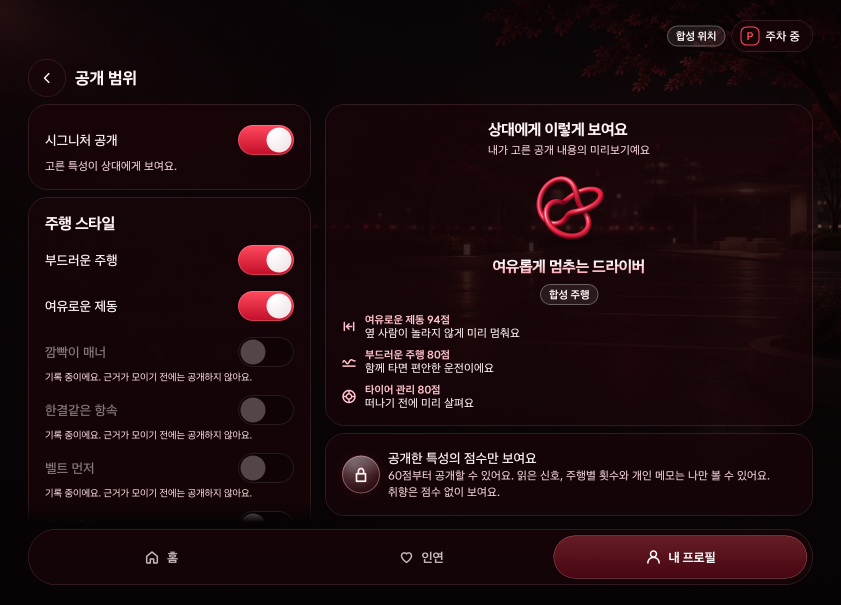 합성 위치
P 주차 중
공개 범위
시그니처 공개
고른 특성이 상대에게 보여요.
주행 스타일
부드러운 주행
여유로운 제동
깜빡이 매너
기록 중이에요. 근거가 모이기 전에는 공개하지 않아요.
한결같은 항속
기록 중이에요. 근거가 모이기 전에는 공개하지 않아요.
벨트 먼저
기록 중이에요. 근거가 모이기 전에는 공개하지 않아요.
상대에게 이렇게 보여요
내가 고른 공개 내용의 미리보기예요
여유롭게 멈추는 드라이버
합성 주행
여유로운 제동 94점
옆 사람이 놀라지 않게 미리 멈춰요
부드러운 주행 80점
함께 타면 편안한 운전이에요
타이어 관리 80점
떠나기 전에 미리 살펴요
공개한 특성의 점수만 보여요
60점부터 공개할 수 있어요. 읽은 신호, 주행별 횟수와 개인 메모는 나만 볼 수 있어요.
취향은 점수 없이 보여요.
홈
인연
내 프로필